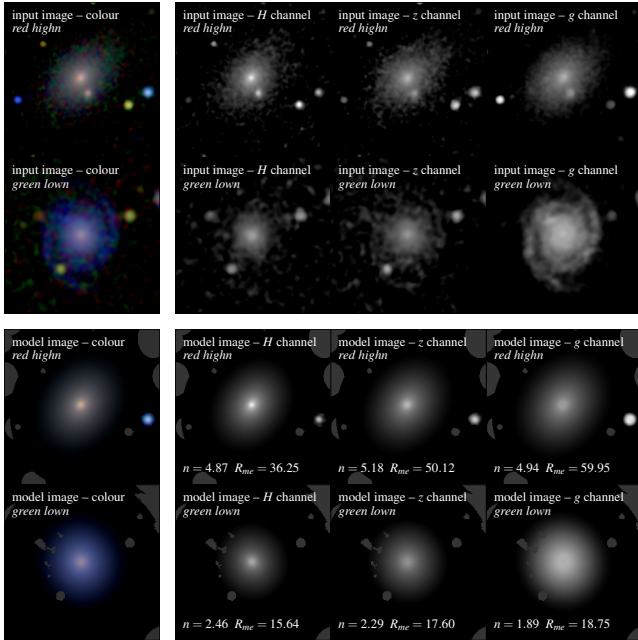 input image – colour
red highn
input image – H channel
red highn
input image – z channel
red highn
input image – g channel
red highn
input image – colour
green lown
input image – H channel
green lown
input image – z channel
green lown
input image – g channel
green lown
model image – colour
red highn
model image – H channel
red highn
n = 4.87 R_me = 36.25
model image – z channel
red highn
n = 5.18 R_me = 50.12
model image – g channel
red highn
n = 4.94 R_me = 59.95
model image – colour
green lown
model image – H channel
green lown
n = 2.46 R_me = 15.64
model image – z channel
green lown
n = 2.29 R_me = 17.60
model image – g channel
green lown
n = 1.89 R_me = 18.75